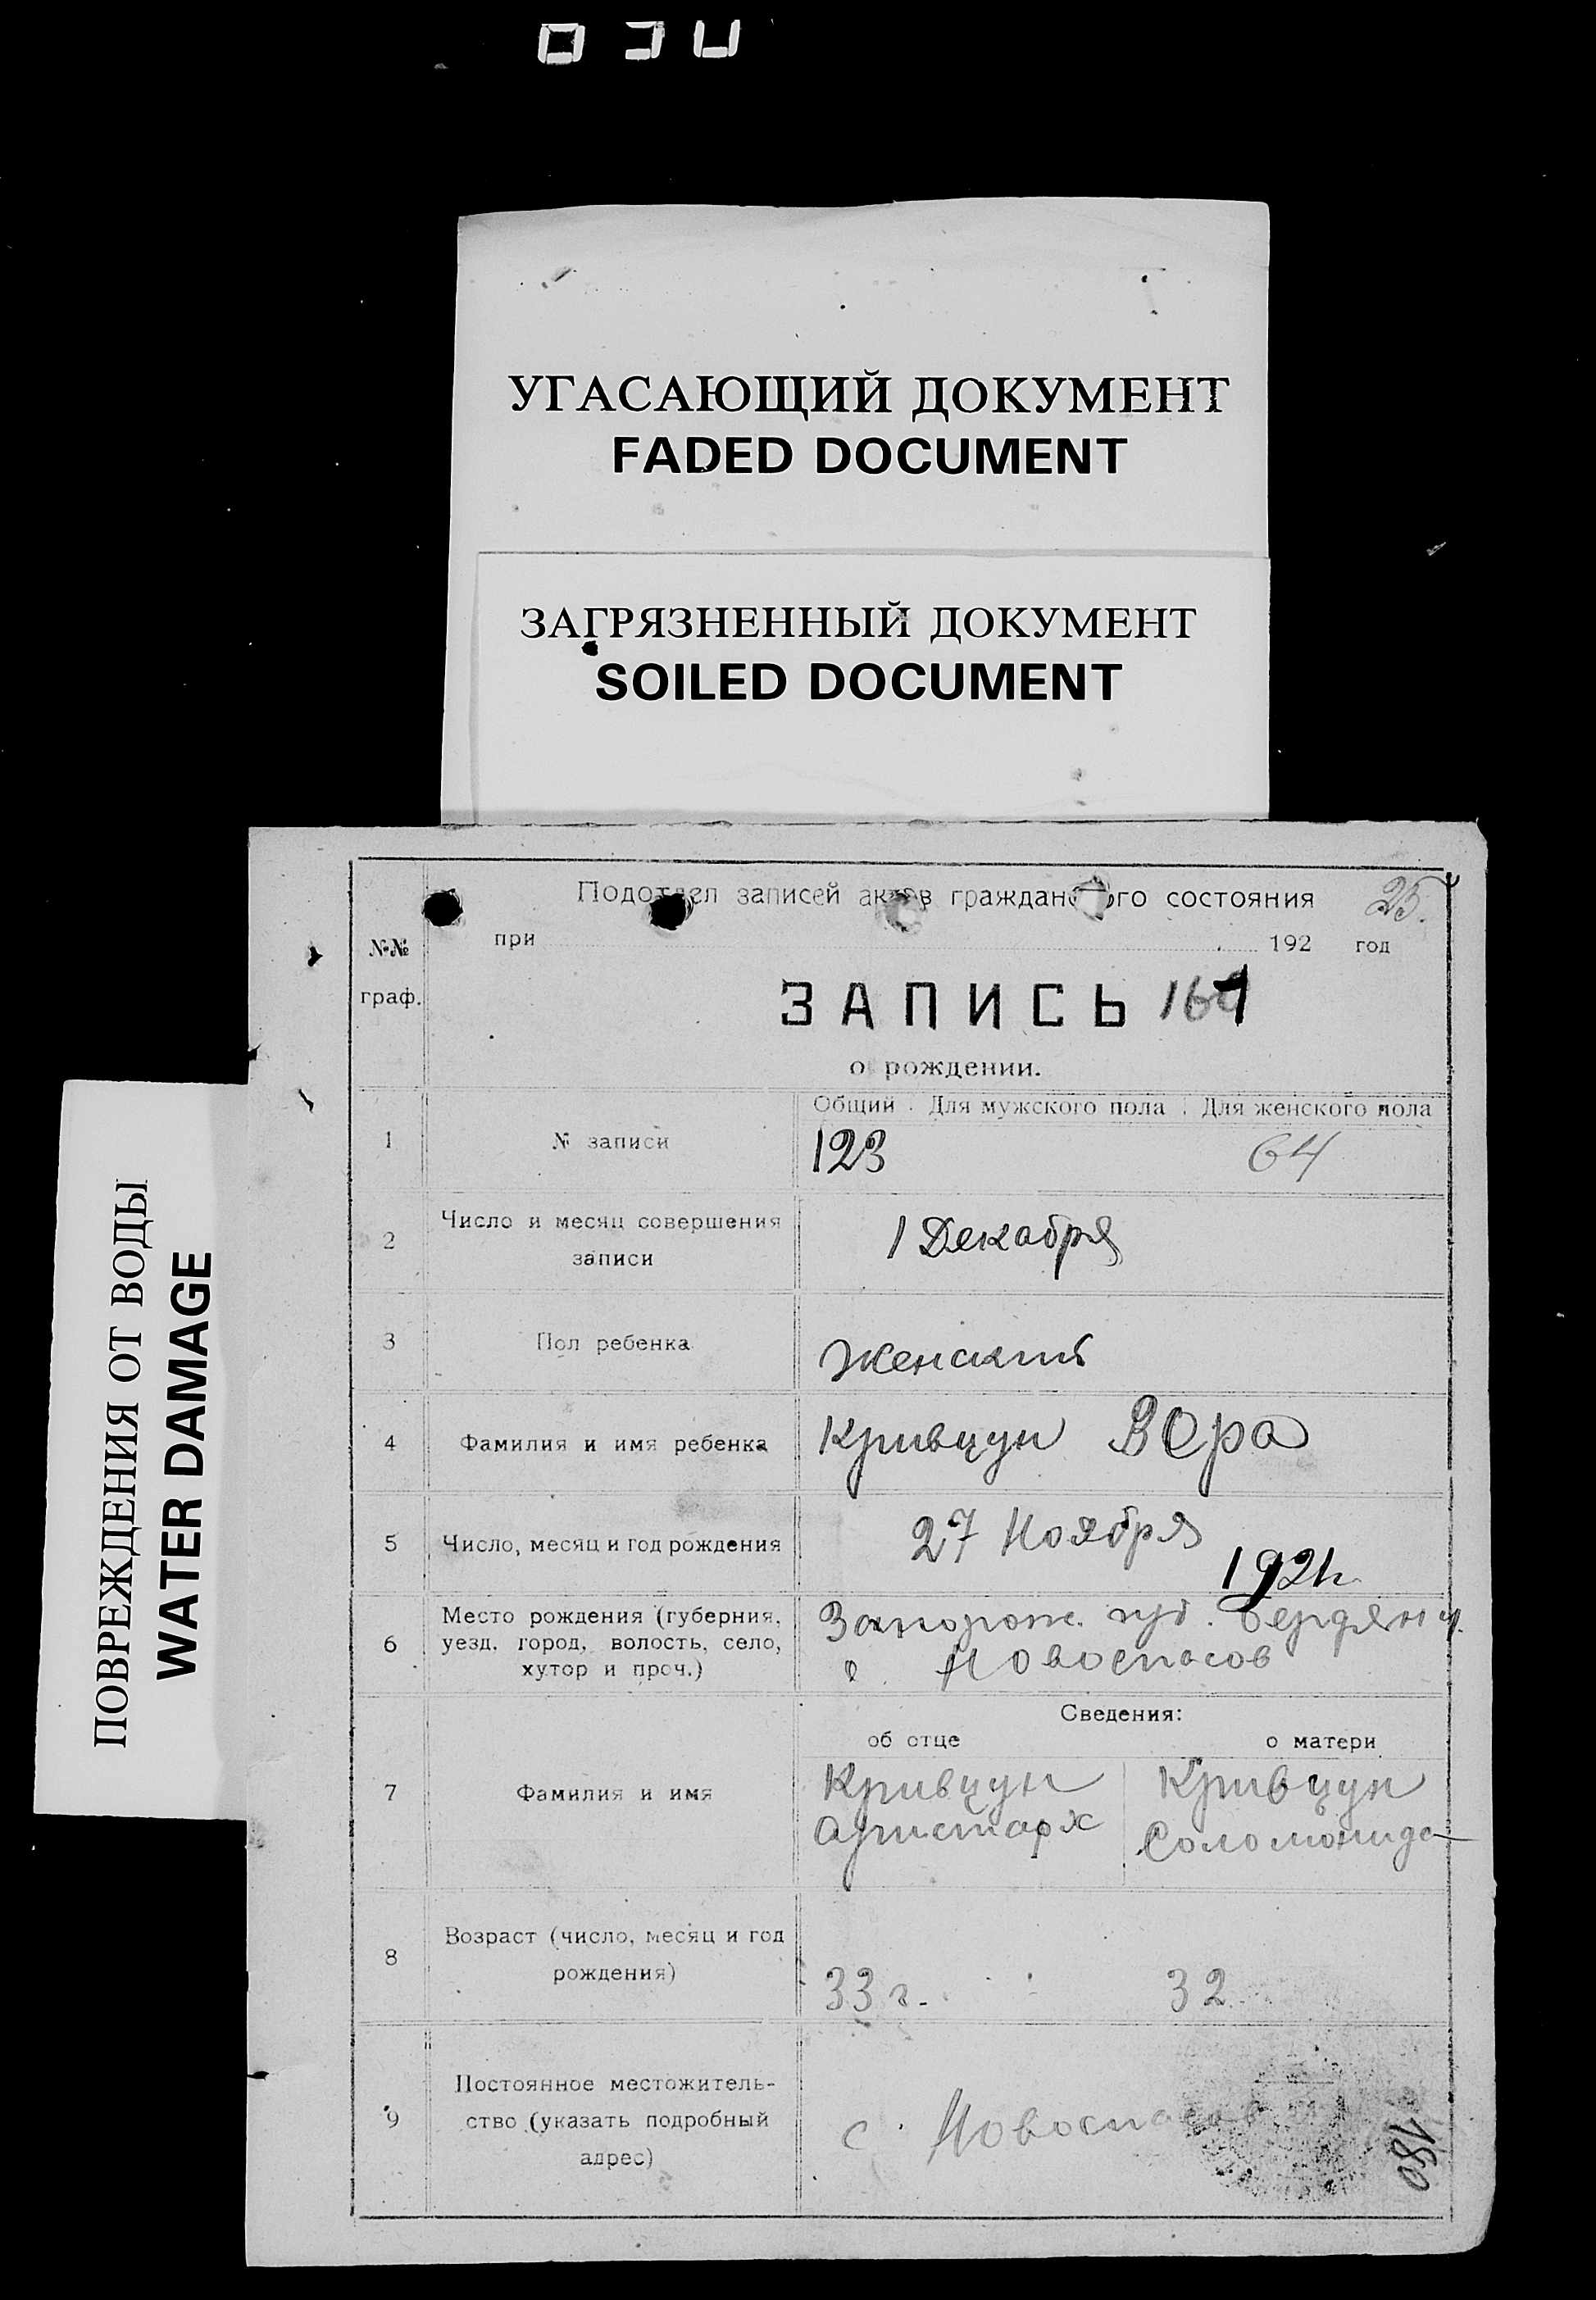 УГАСАЮЩИЙ ДОКУМЕНТ
FADED DOCUMENT
ЗАГРЯЗНЕННЫЙ ДОКУМЕНТ
SOILED DOCUMENT
ПОВРЕЖДЕНИЯ ОТ ВОДЫ
WATER DAMAGE
Подотдел записей актов гражданского состояния 25.
№№ граф.
при 192 год
ЗАПИСЬ
о рождении.
Общий Для мужского пола Для женского пола
1 № записи 123 64
2 Число и месяц совершения записи 1 Декабря
3 Пол ребенка Женский
4 Фамилия и имя ребенка Кривцун Вера
5 Число, месяц и год рождения 27 Ноября
192
6 Место рождения (губерния, Запорож. губ. Бердян у.
уезд, город, волость, село, Новоспасов
хутор и проч.)
Сведения:
об отце о матери
7 Фамилия и имя Кривцун Кривцун
Аристарх Соломонида
8 Возраст (число, месяц и год
рождения) 33 г. 32
9 Постоянное местожитель-
ство (указать подробный с. Новоспасов
адрес)
180